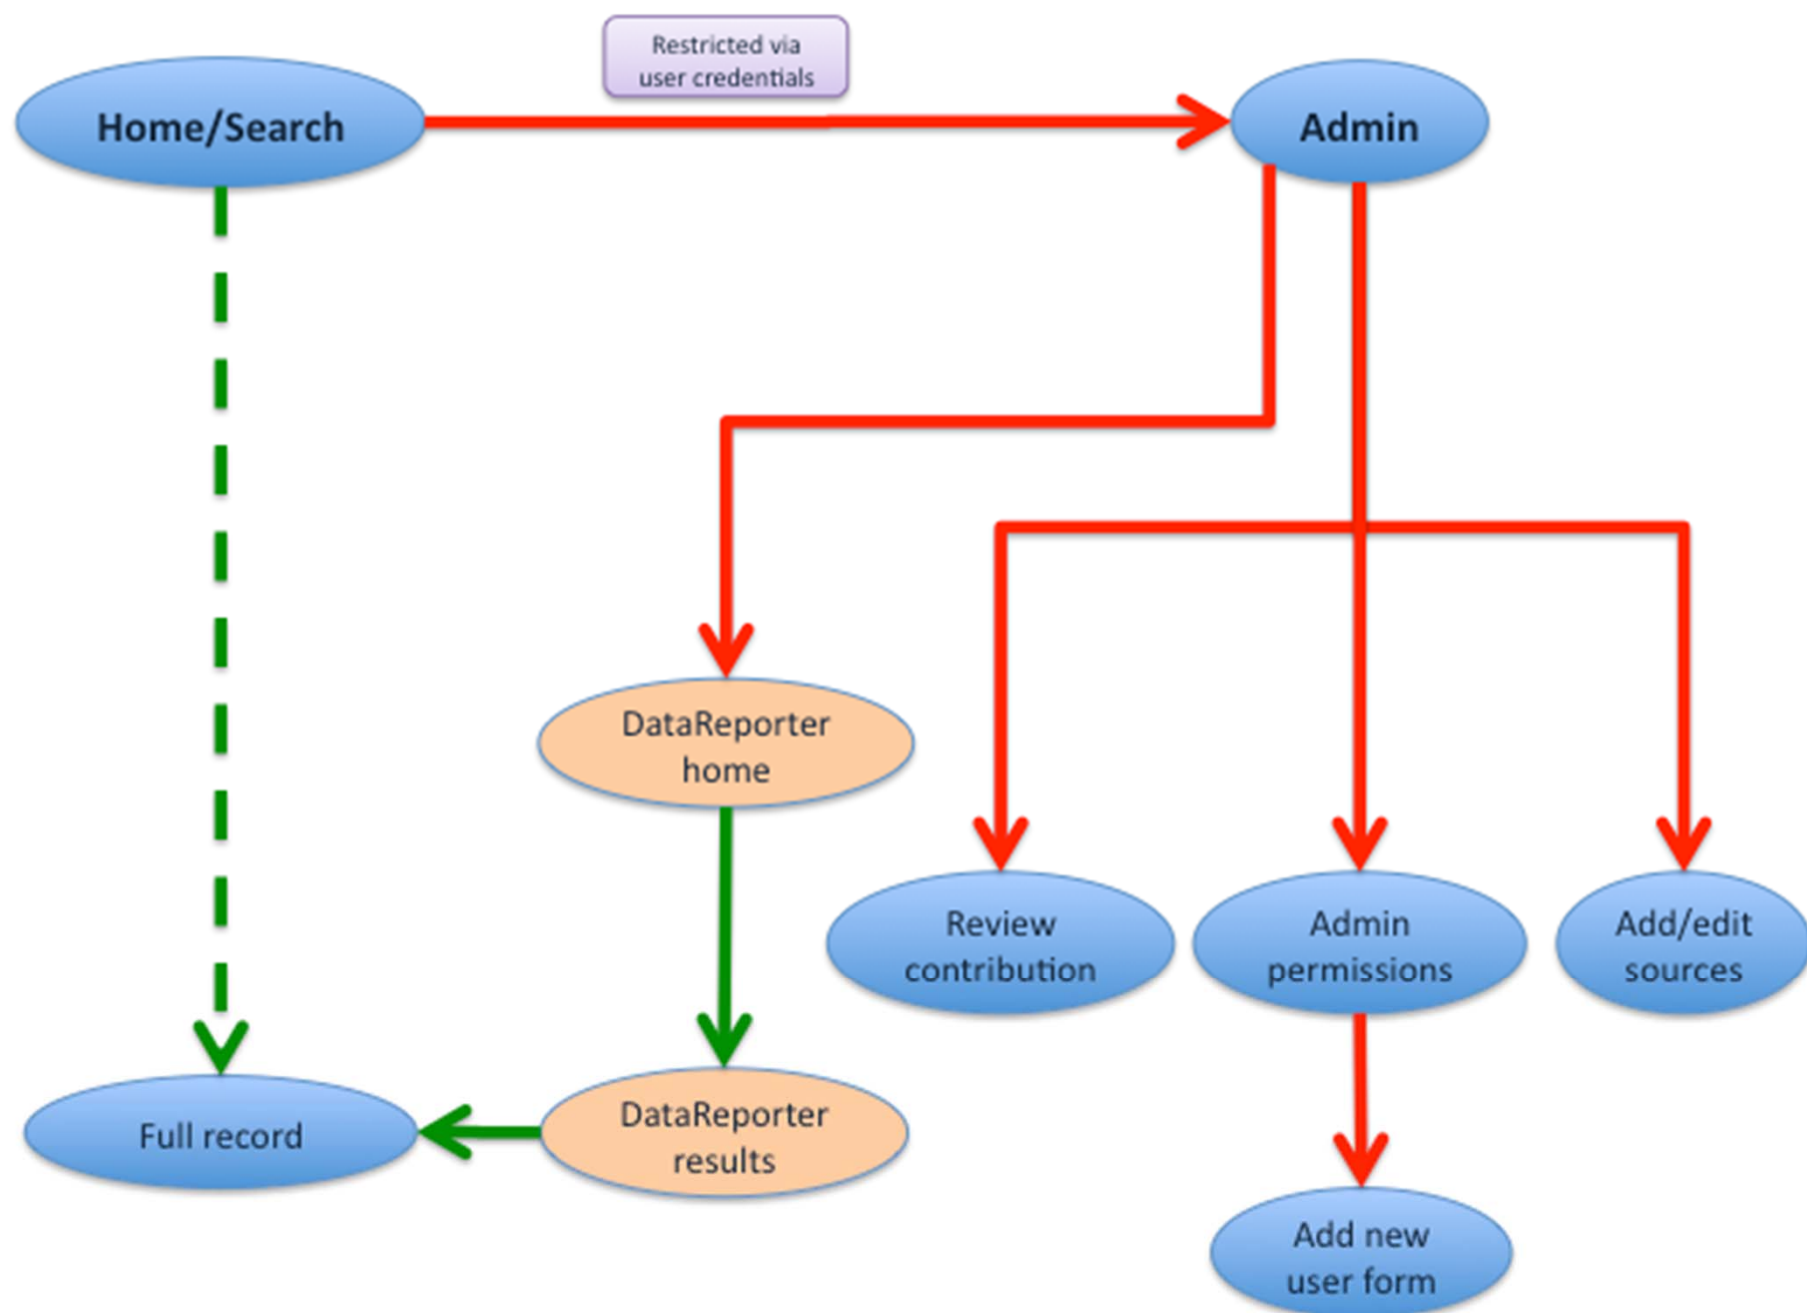 Restricted via
user credentials
Home/Search
Admin
DataReporter
home
Review
contribution
Admin
permissions
Add/edit
sources
Full record
DataReporter
results
Add new
user form